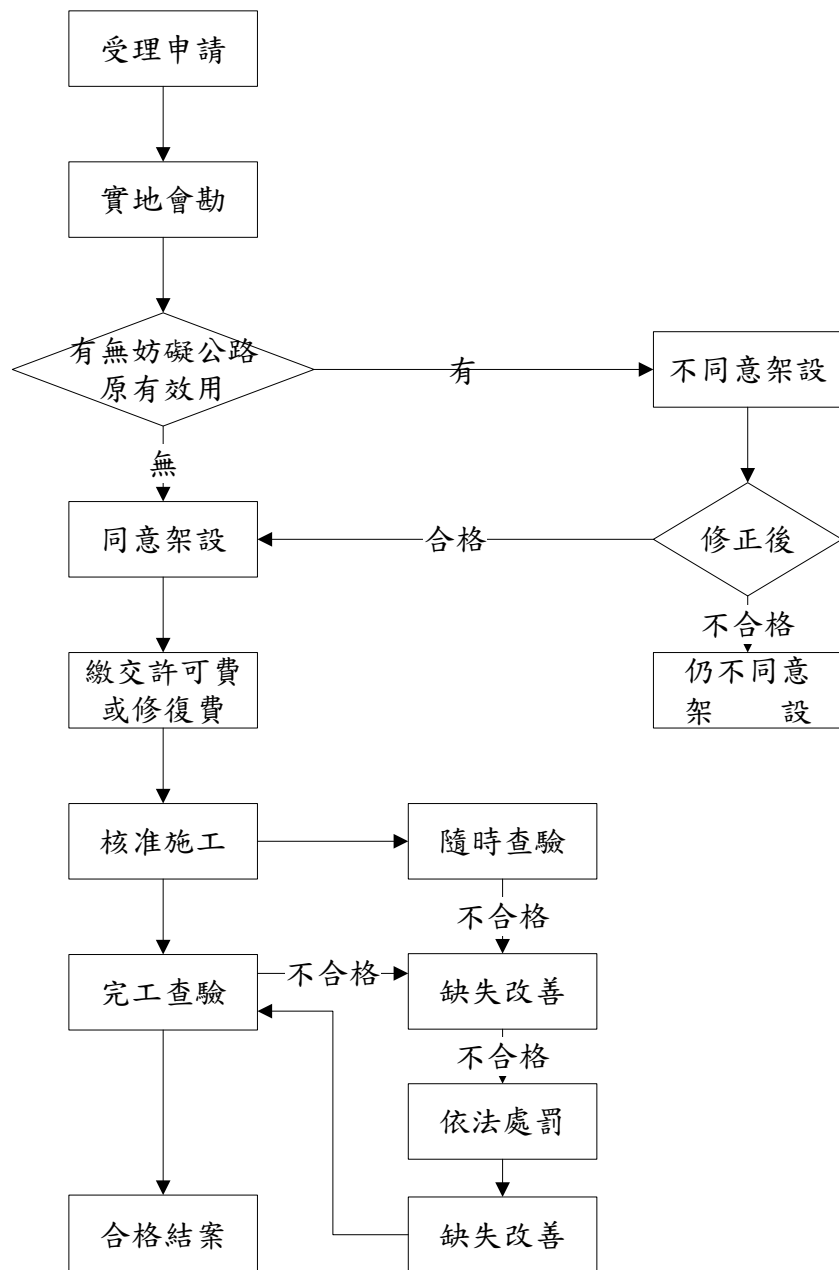 受理申請
實地會勘
有無妨礙公路
原有效用
有
不同意架設
無
同意架設
合格
修正後
不合格
繳交許可費
或修復費
仍不同意
架 設
核准施工
隨時查驗
不合格
完工查驗
不合格
缺失改善
不合格
依法處罰
合格結案
缺失改善